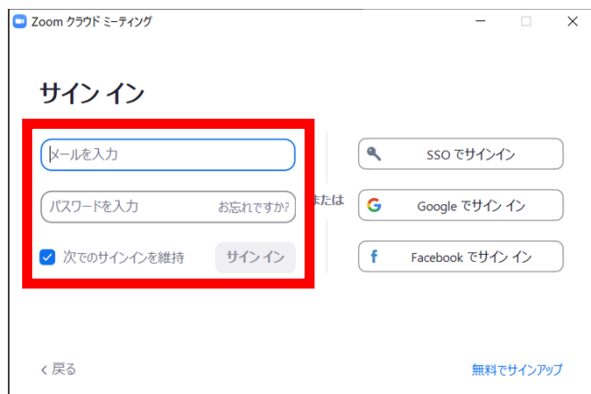 Zoom クラウド ミーティング
サイン イン
メールを入力
パスワードを入力 お忘れですか?
次でのサインインを維持 サイン イン
または
SSO でサインイン
Google でサイン イン
Facebook でサイン イン
戻る
無料でサインアップ